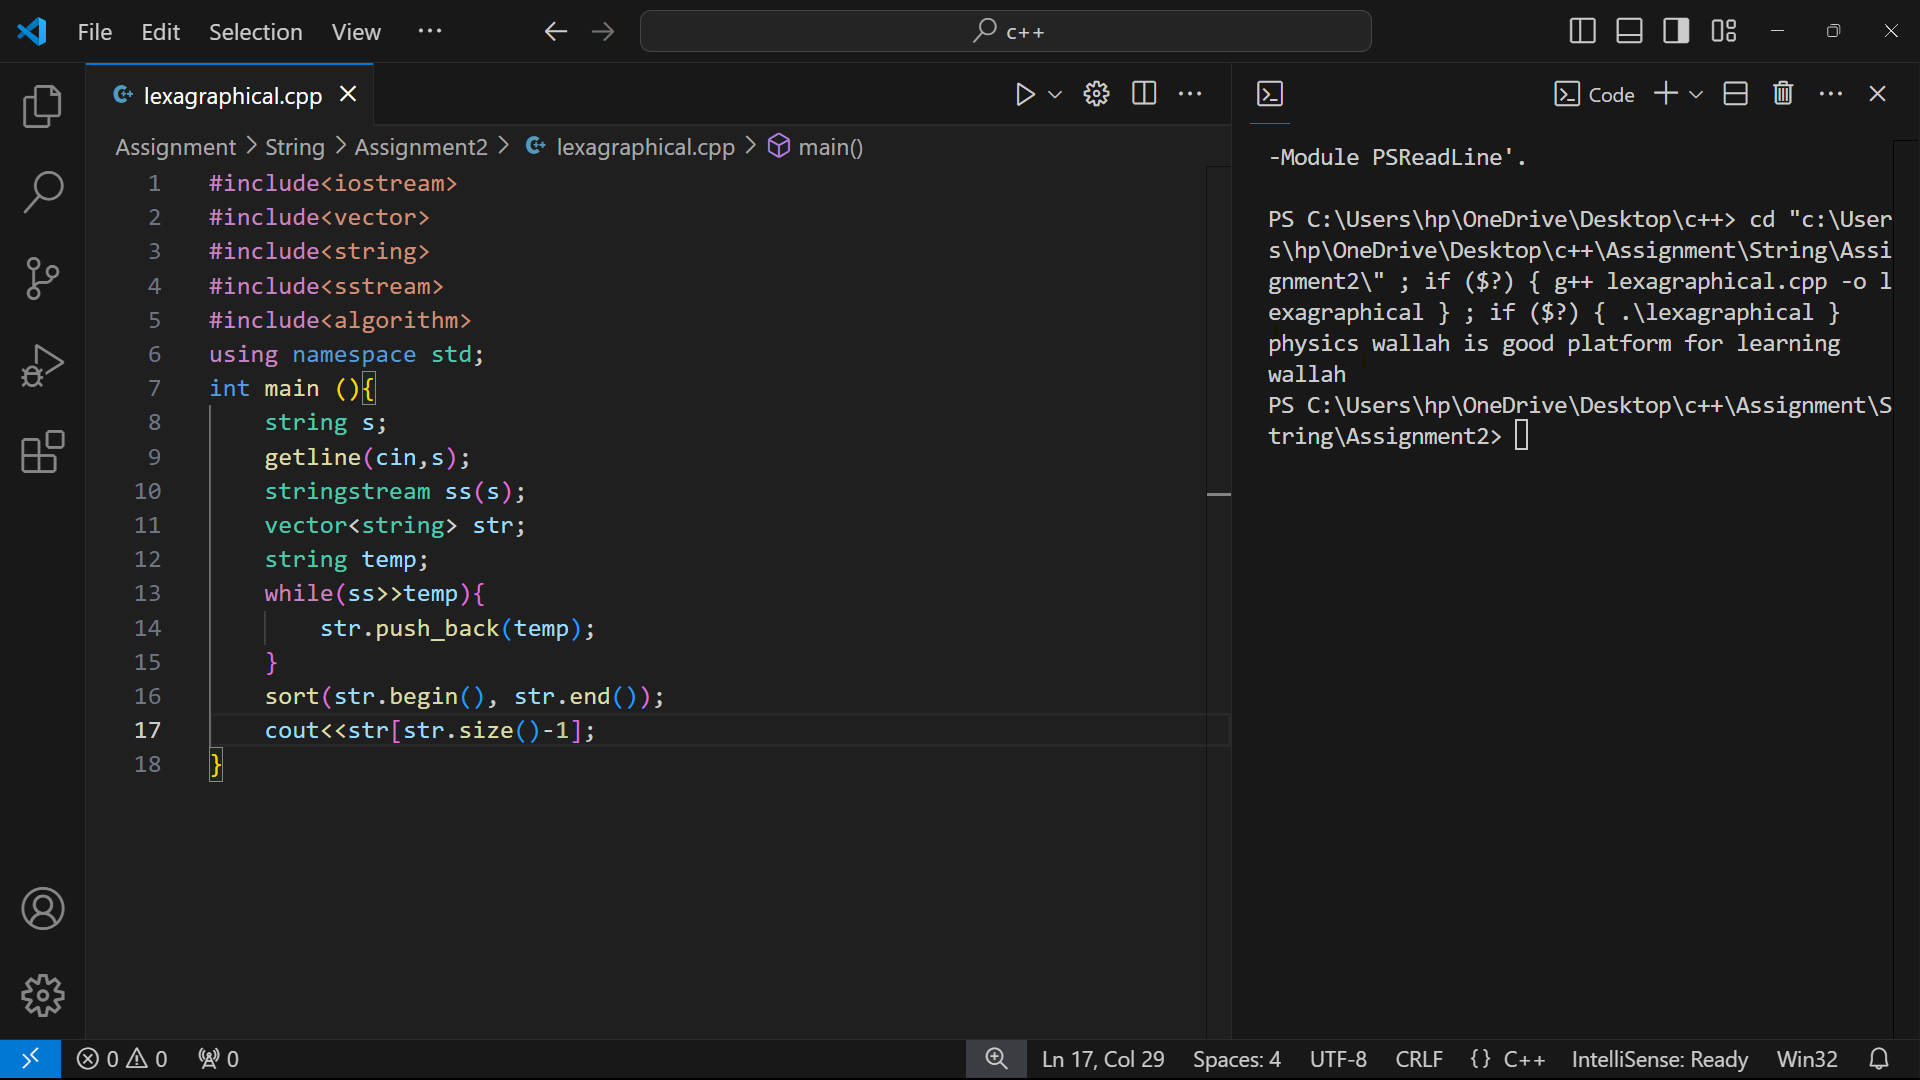 File Edit Selection View ···
c++
lexagraphical.cpp
Assignment > String > Assignment2 > lexagraphical.cpp > main()
1 #include<iostream>
2 #include<vector>
3 #include<string>
4 #include<sstream>
5 #include<algorithm>
6 using namespace std;
7 int main (){
8     string s;
9     getline(cin,s);
10     stringstream ss(s);
11     vector<string> str;
12     string temp;
13     while(ss>>temp){
14         str.push_back(temp);
15     }
16     sort(str.begin(), str.end());
17     cout<<str[str.size()-1];
18 }
Code
-Module PSReadLine'.
PS C:\Users\hp\OneDrive\Desktop\c++> cd "c:\User
s\hp\OneDrive\Desktop\c++\Assignment\String\Assi
gnment2\" ; if ($?) { g++ lexagraphical.cpp -o l
exagraphical } ; if ($?) { .\lexagraphical }
physics wallah is good platform for learning
wallah
PS C:\Users\hp\OneDrive\Desktop\c++\Assignment\S
tring\Assignment2>
0 0 0 Ln 17, Col 29 Spaces: 4 UTF-8 CRLF {} C++ IntelliSense: Ready Win32